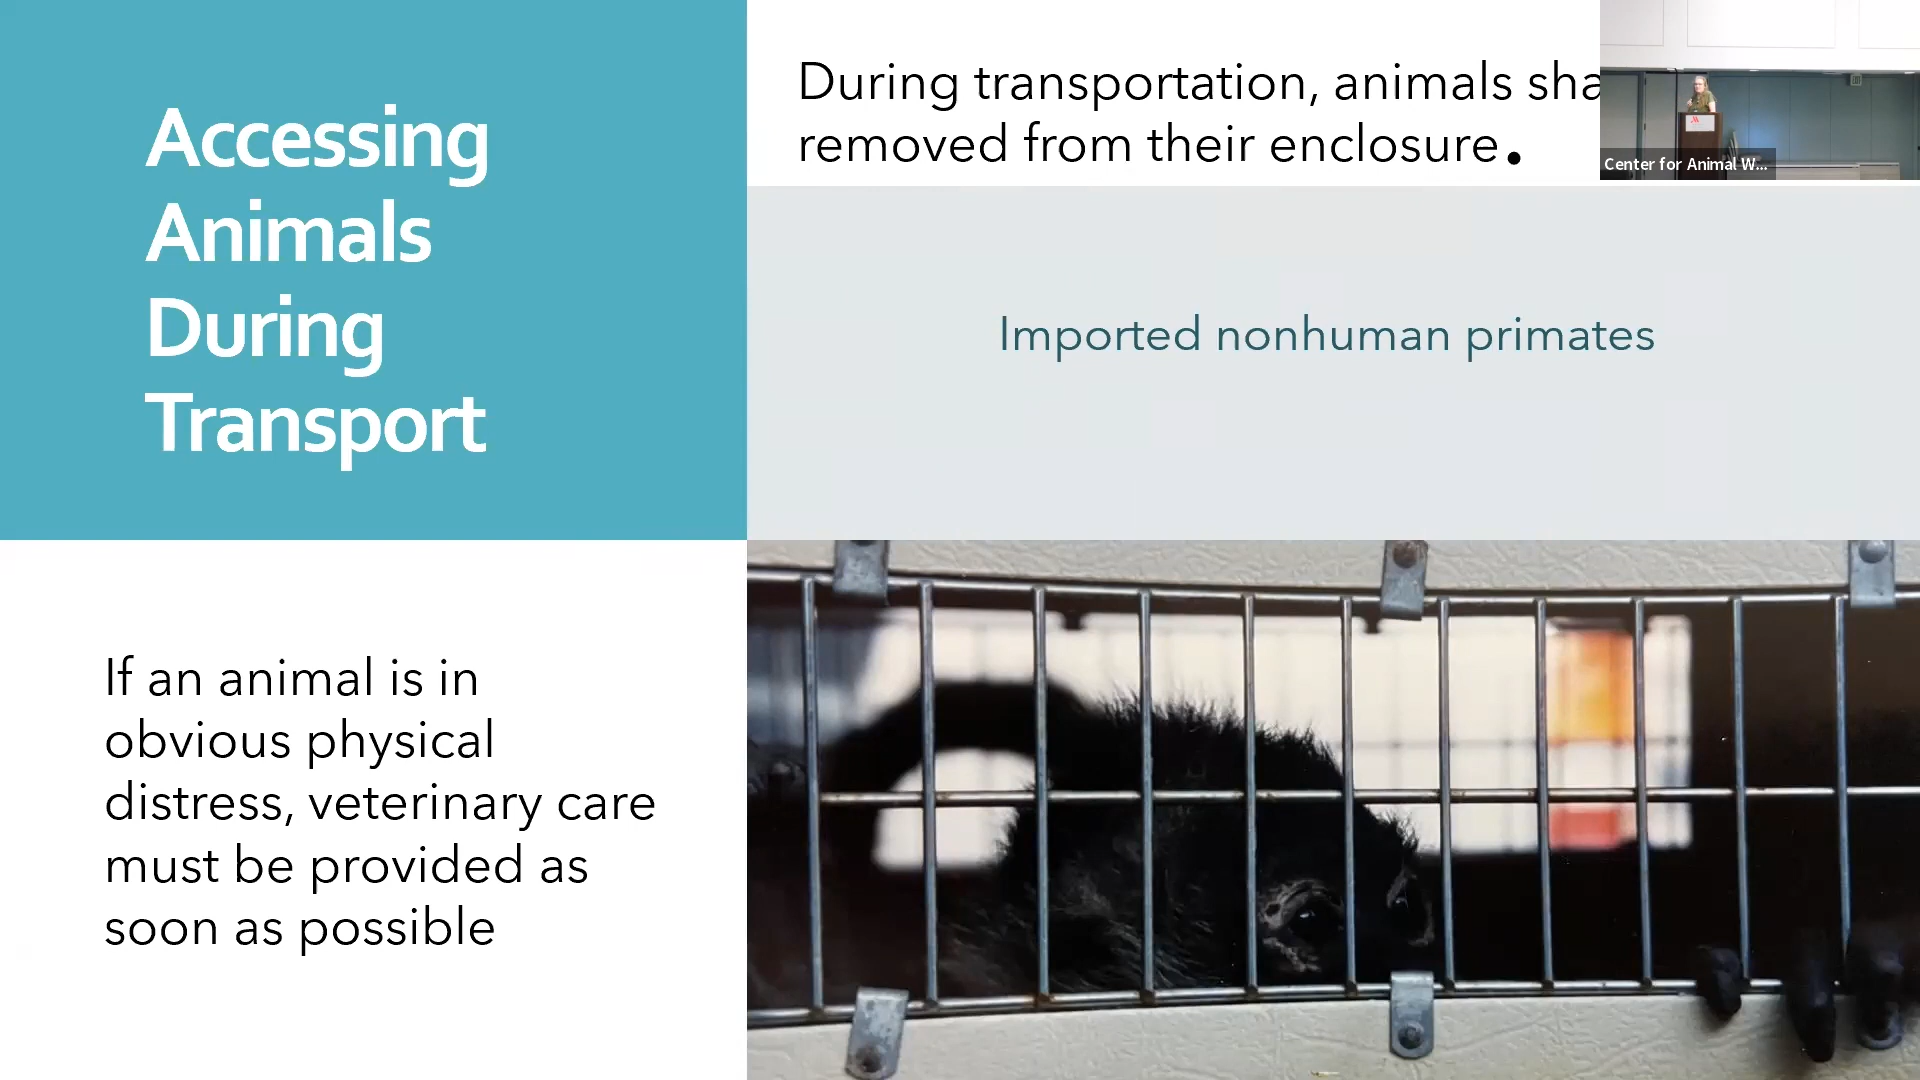 Accessing
Animals
During
Transport
During transportation, animals
removed from their enclosure.
Center for Animal W...
Imported nonhuman primates
If an animal is in
obvious physical
distress, veterinary care
must be provided as
soon as possible